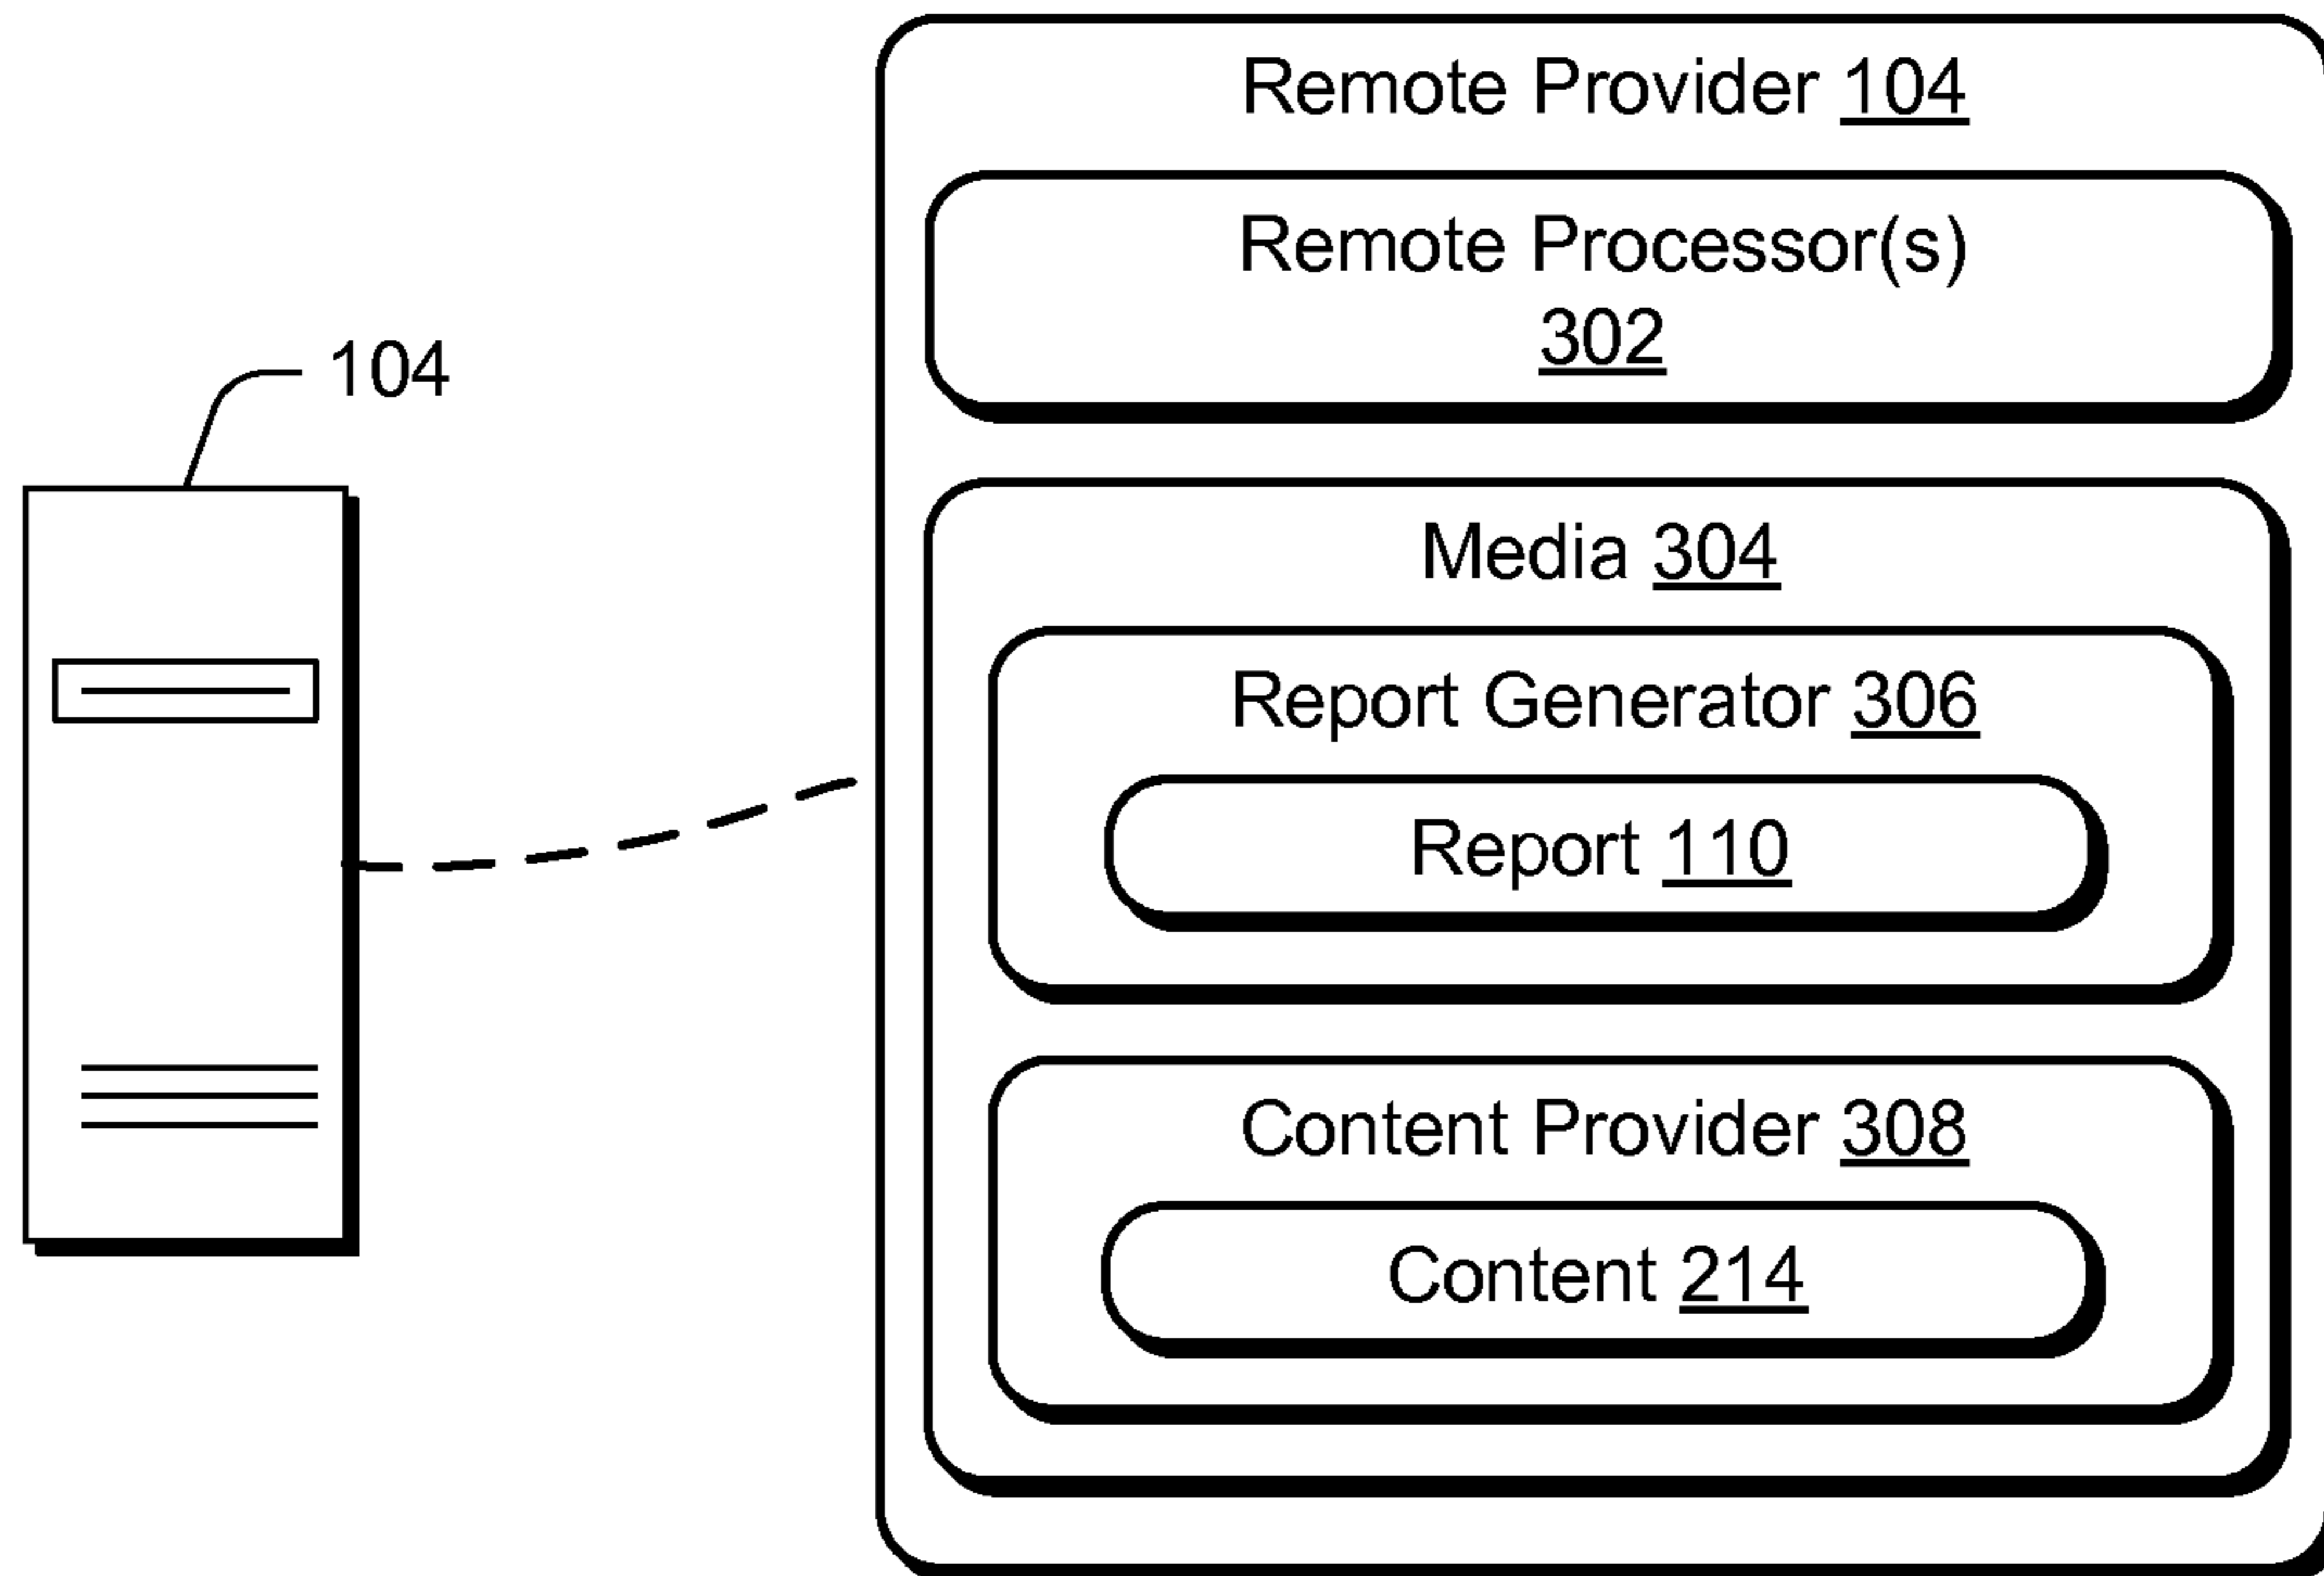 104
Remote Provider 104
Remote Processor(s)
302
Media 304
Report Generator 306
Report 110
Content Provider 308
Content 214